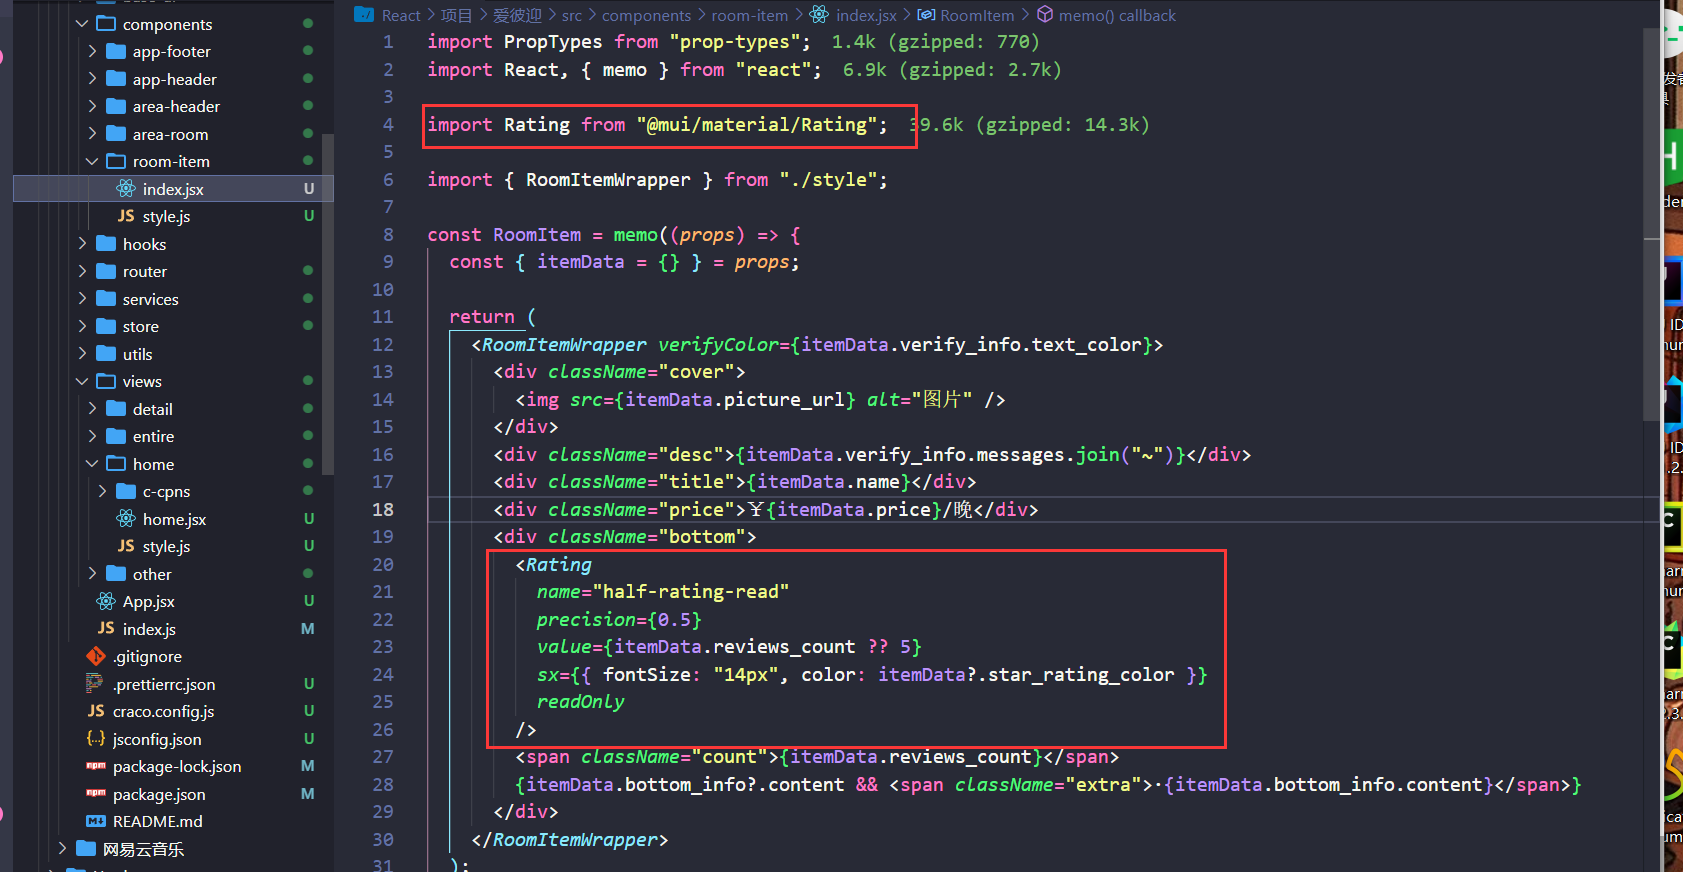 components
app-footer
app-header
area-header
area-room
room-item
index.jsx U
JS style.js U
hooks
router
services
store
utils
views
detail
entire
home
c-cpns
home.jsx U
JS style.js U
other
App.jsx U
JS index.js M
.gitignore
.prettierrc.json U
JS craco.config.js U
{..} jsconfig.json U
npm package-lock.json M
npm package.json M
README.md
网易云音乐
React > 项目 > 爱彼迎 > src > components > room-item > index.jsx > RoomItem > memo() callback
1 import PropTypes from "prop-types"; 1.4k (gzipped: 770)
2 import React, { memo } from "react"; 6.9k (gzipped: 2.7k)
3
4 import Rating from "@mui/material/Rating"; 39.6k (gzipped: 14.3k)
5
6 import { RoomItemWrapper } from "./style";
7
8 const RoomItem = memo((props) => {
9 const { itemData = {} } = props;
10
11 return (
12 <RoomItemWrapper verifyColor={itemData.verify_info.text_color}>
13 <div className="cover">
14 <img src={itemData.picture_url} alt="图片" />
15 </div>
16 <div className="desc">{itemData.verify_info.messages.join("~")}</div>
17 <div className="title">{itemData.name}</div>
18 <div className="price">￥{itemData.price}/晚</div>
19 <div className="bottom">
20 <Rating
21 name="half-rating-read"
22 precision={0.5}
23 value={itemData.reviews_count ?? 5}
24 sx={{ fontSize: "14px", color: itemData?.star_rating_color }}
25 readOnly
26 />
27 <span className="count">{itemData.reviews_count}</span>
28 {itemData.bottom_info?.content && <span className="extra">·{itemData.bottom_info.content}</span>}
29 </div>
30 </RoomItemWrapper>
31 );